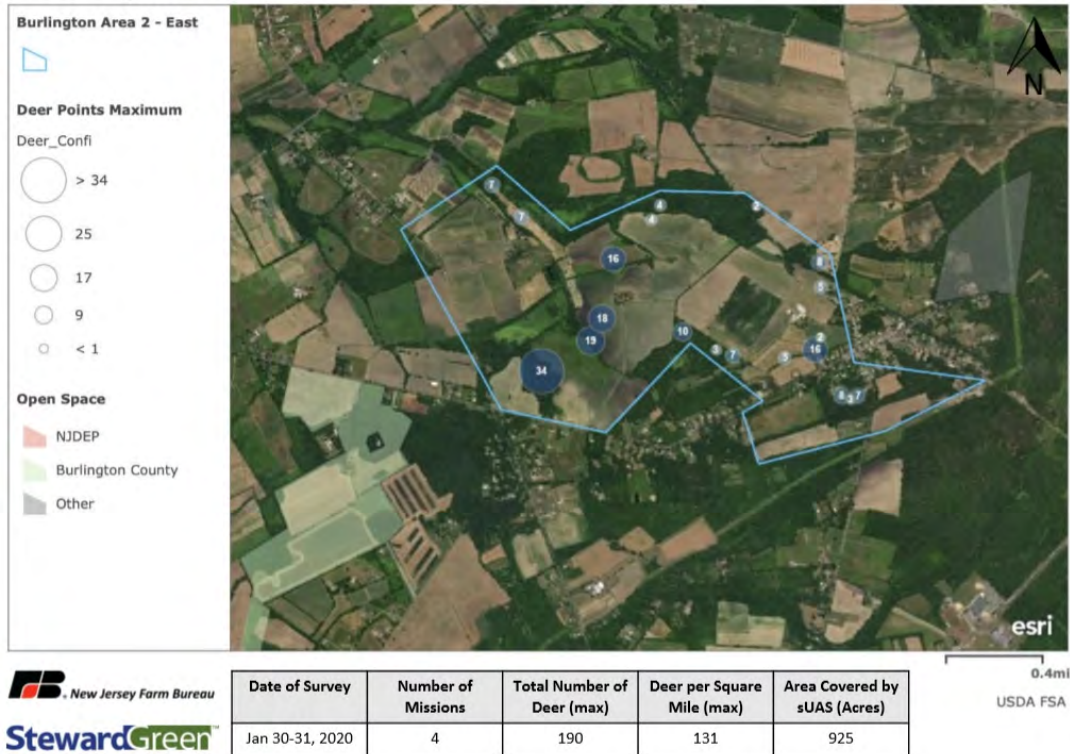 Burlington Area 2 - East
Deer Points Maximum
Deer_Confi
> 34
25
17
9
< 1
Open Space
NJDEP
Burlington County
Other
N
7
7
4
4
2
16
8
5
18
19
10
34
7
2
16
7
esri
0.4mi
USDA FSA
FB® New Jersey Farm Bureau
StewardGreen
Date of Survey
Number of Missions
Total Number of Deer (max)
Deer per Square Mile (max)
Area Covered by sUAS (Acres)
Jan 30-31, 2020
4
190
131
925